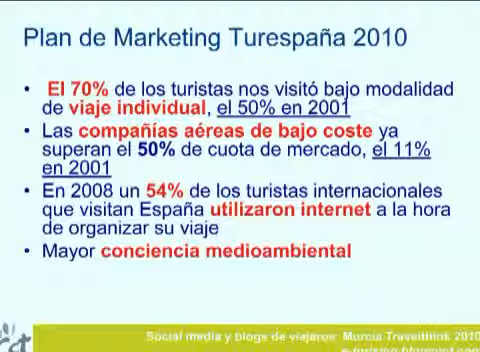 Plan de Marketing Turespaña 2010
• El 70% de los turistas nos visitó bajo modalidad
de viaje individual, el 50% en 2001
• Las compañías aéreas de bajo coste ya
superan el 50% de cuota de mercado, el 11%
en 2001
• En 2008 un 54% de los turistas internacionales
que visitan España utilizaron internet a la hora
de organizar su viaje
• Mayor conciencia medioambiental
Social media y blogs de viajeros Murcia Travelthink 2010